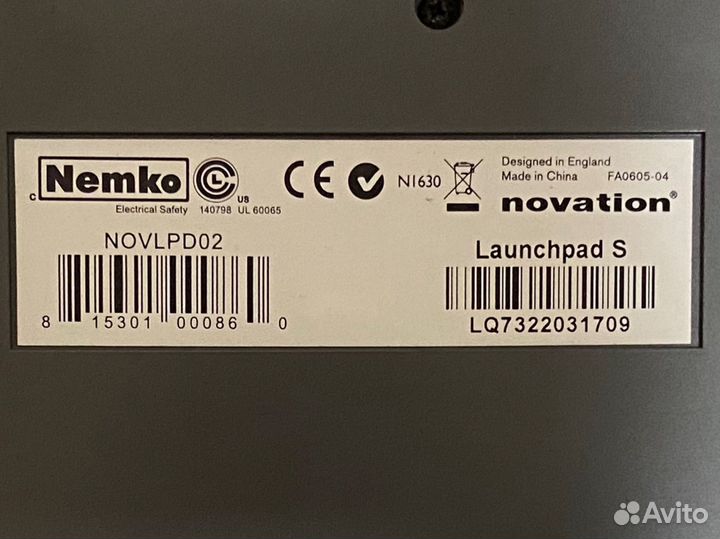 c Nemko
CL
US
Electrical Safety 140798 UL 60065
CE
N1630
Designed in England
Made in China FA0605-04
novation®
NOVLPD02
8 15301 00086 0
Launchpad S
LQ7322031709
Avito